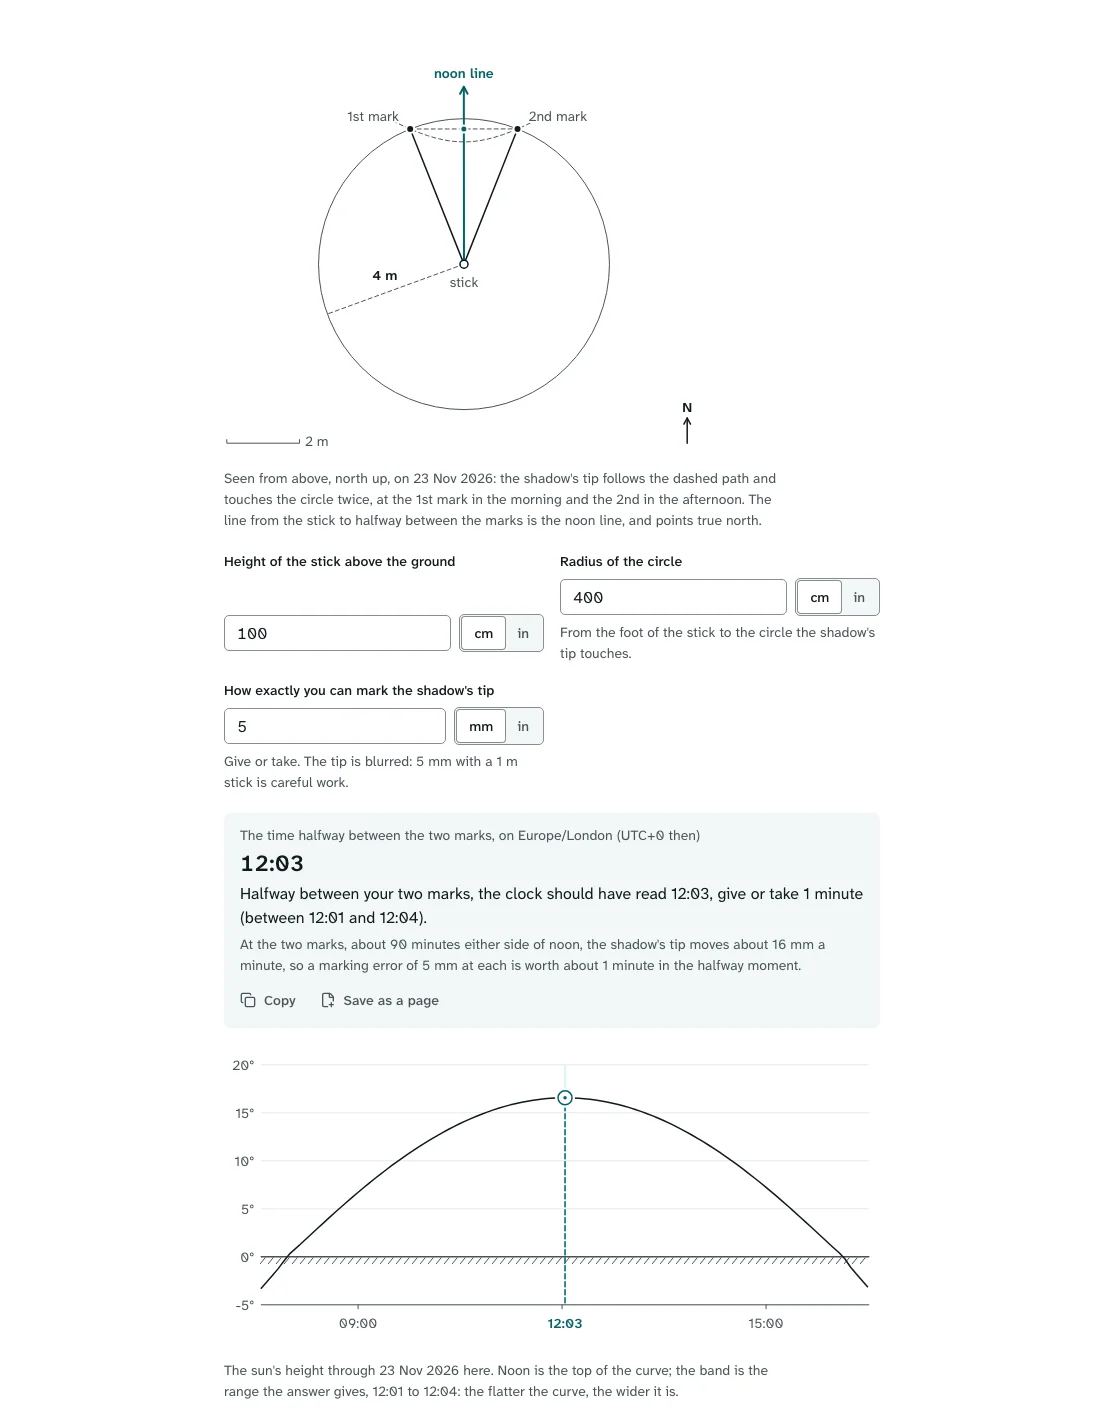 noon line
1st mark
2nd mark
4 m
stick
N
2 m
Seen from above, north up, on 23 Nov 2026: the shadow's tip follows the dashed path and
touches the circle twice, at the 1st mark in the morning and the 2nd in the afternoon. The
line from the stick to halfway between the marks is the noon line, and points true north.
Height of the stick above the ground
100
cm in
Radius of the circle
400
cm in
From the foot of the stick to the circle the shadow's
tip touches.
How exactly you can mark the shadow's tip
5
mm in
Give or take. The tip is blurred: 5 mm with a 1 m
stick is careful work.
The time halfway between the two marks, on Europe/London (UTC+0 then)
12:03
Halfway between your two marks, the clock should have read 12:03, give or take 1 minute
(between 12:01 and 12:04).
At the two marks, about 90 minutes either side of noon, the shadow's tip moves about 16 mm a
minute, so a marking error of 5 mm at each is worth about 1 minute in the halfway moment.
Copy Save as a page
20°
15°
10°
5°
0°
-5°
09:00 12:03 15:00
The sun's height through 23 Nov 2026 here. Noon is the top of the curve; the band is the
range the answer gives, 12:01 to 12:04: the flatter the curve, the wider it is.